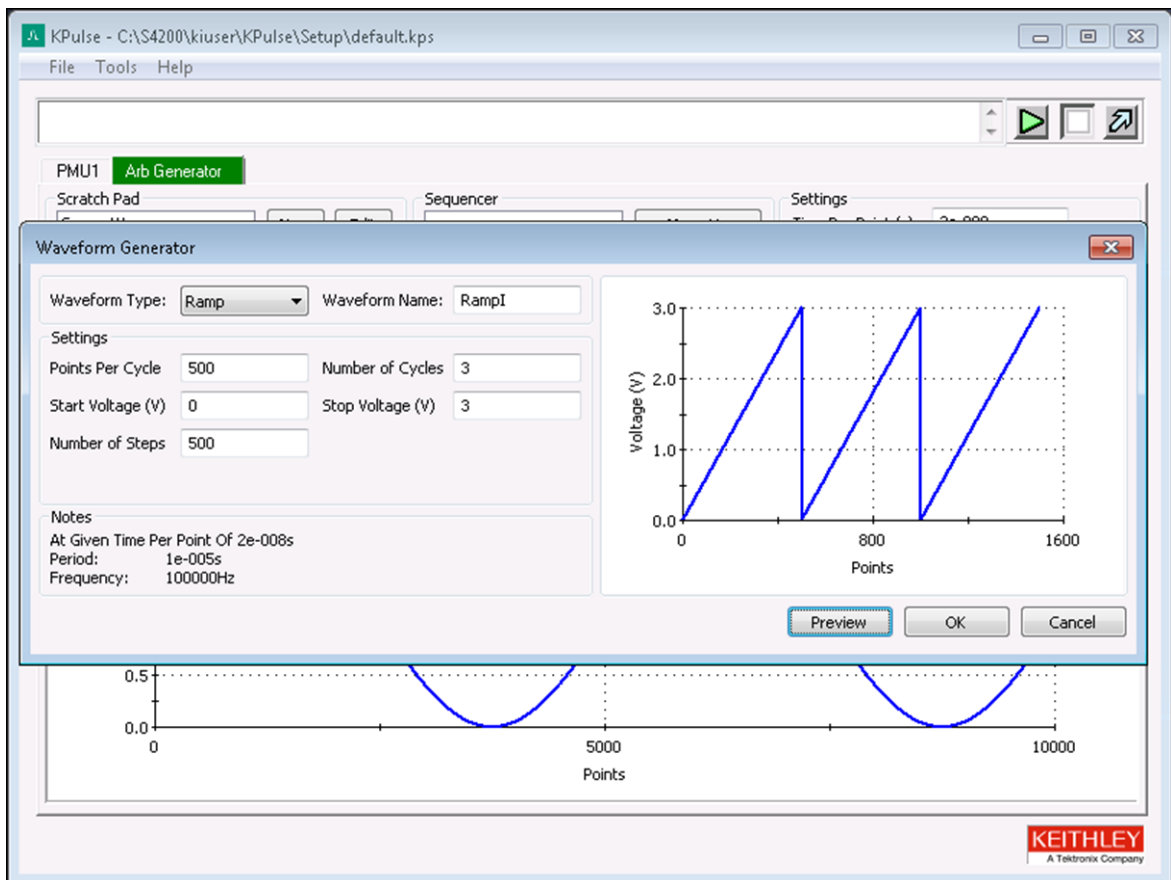 KPulse - C:\S4200\kiuser\KPulse\Setup\default.kps
File Tools Help
PMU1 Arb Generator
Scratch Pad Sequencer Settings
Waveform Generator
Waveform Type: Ramp Waveform Name: RampI
Settings
Points Per Cycle 500 Number of Cycles 3
Start Voltage (V) 0 Stop Voltage (V) 3
Number of Steps 500
Notes
At Given Time Per Point Of 2e-008s
Period: 1e-005s
Frequency: 100000Hz
3.0
2.0
1.0
0.0
Voltage (V)
0 800 1600
Points
Preview OK Cancel
0.5
0.0
0 5000 10000
Points
KEITHLEY
A Tektronix Company